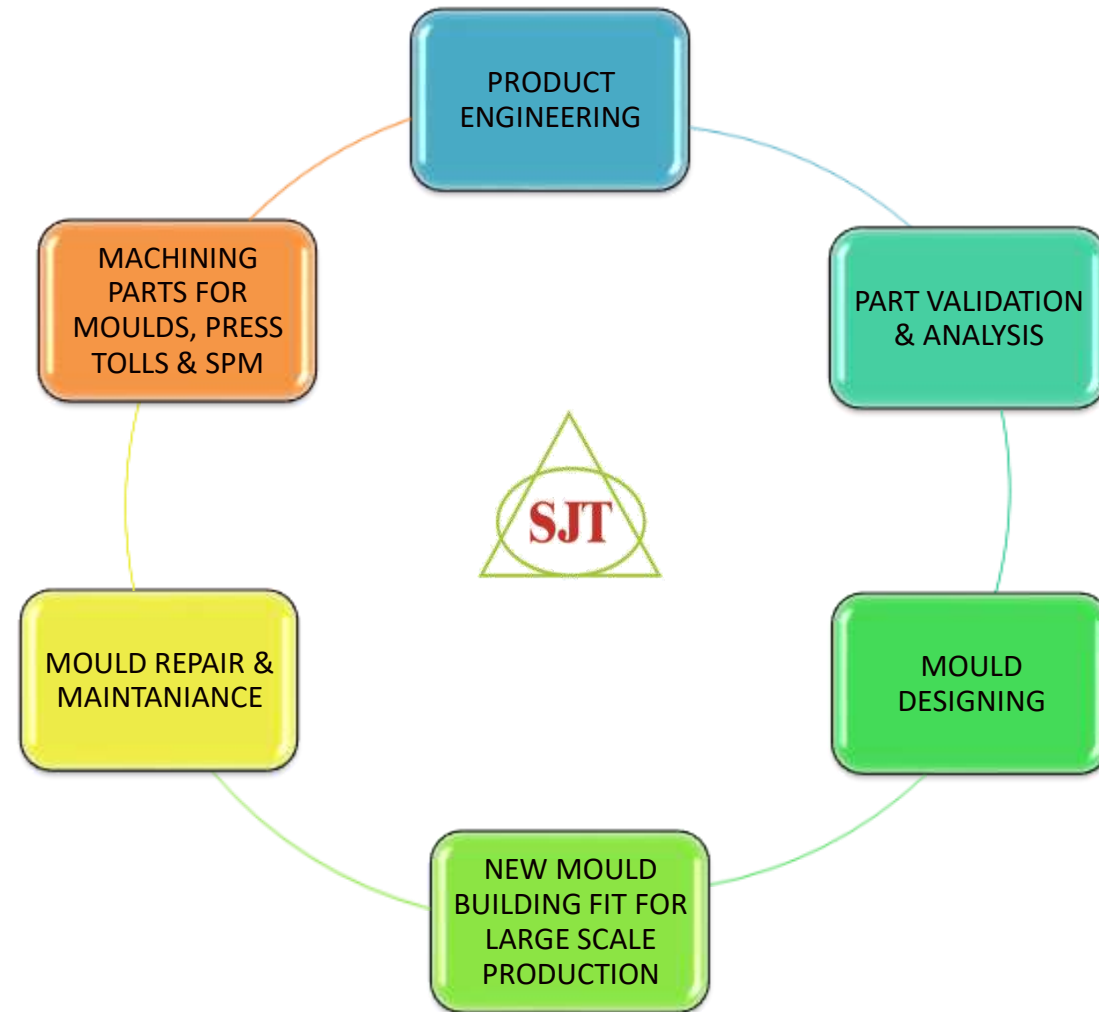 PRODUCT
ENGINEERING
PART VALIDATION
& ANALYSIS
MOULD
DESIGNING
NEW MOULD
BUILDING FIT FOR
LARGE SCALE
PRODUCTION
MOULD REPAIR &
MAINTANIANCE
MACHINING
PARTS FOR
MOULDS, PRESS
TOLLS & SPM
SJT